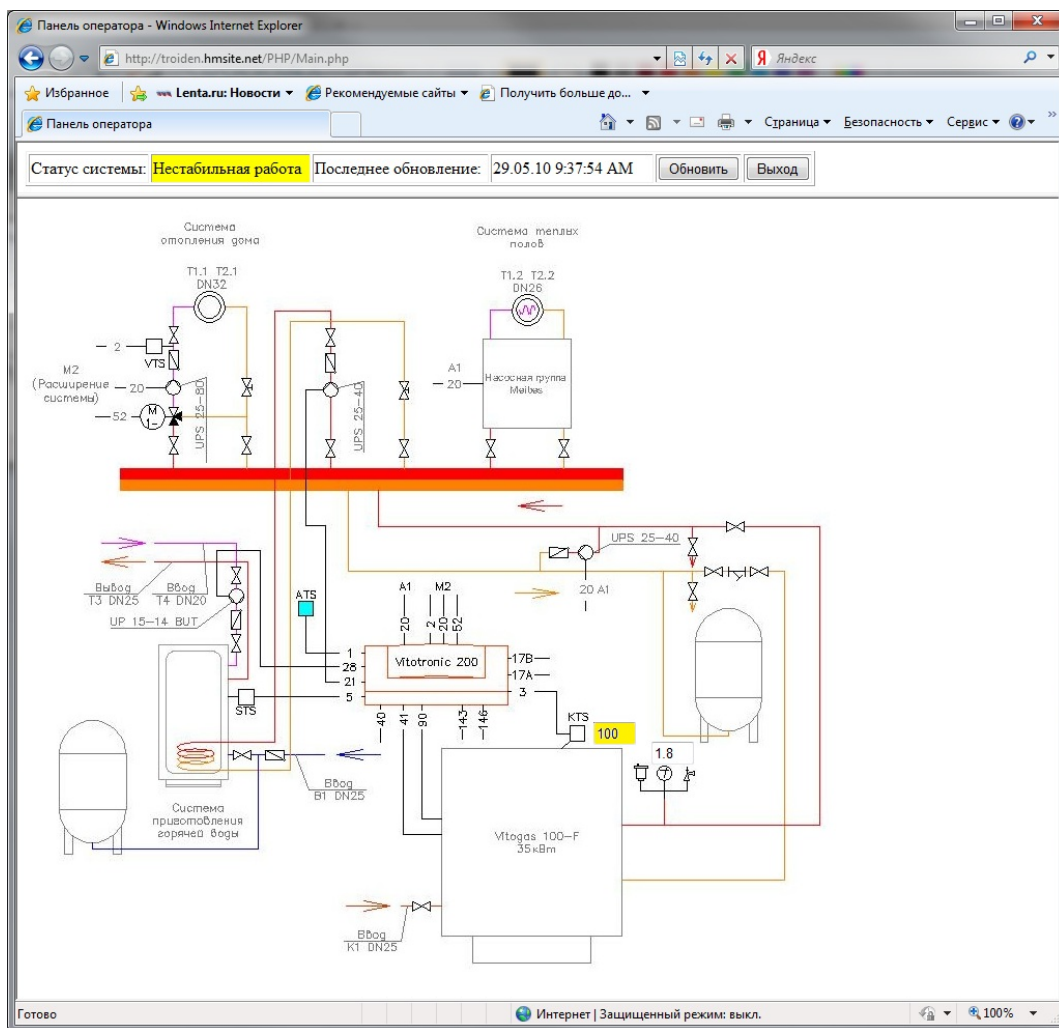 Панель оператора - Windows Internet Explorer
http://troiden.hmsite.net/PHP/Main.php
Яндекс
Избранное
Lenta.ru: Новости
Рекомендуемые сайты
Получить больше до...
Панель оператора
Страница
Безопасность
Сервис
Статус системы:
Нестабильная работа
Последнее обновление:
29.05.10 9:37:54 AM
Обновить
Выход
Система
отопления дома
Система теплых
полов
T1.1 T2.1
DN32
T1.2 T2.2
DN26
2
VTS
M2
(Расширение
системы)
20
52
M
1~
UPS 25-80
UPS 25-40
A1
20
Насосная группа
Meibes
UPS 25-40
20 A1
Вывод
T3 DN25
Ввод
T4 DN20
UP 15-14 BUT
ATS
A1
M2
20
2
20
52
1
28
21
5
Vitotronic 200
17B
17A
3
STS
40
41
90
143
146
KTS
100
1.8
Ввод
B1 DN25
Система
приготовления
горячей воды
Vitogas 100-F
35кВт
Ввод
K1 DN25
Готово
Интернет | Защищенный режим: выкл.
100%